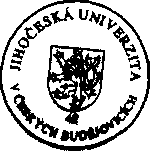 JIHOČESKÁ UNIVERZITA
V ČESKÝCH BUDĚJOVICÍCH